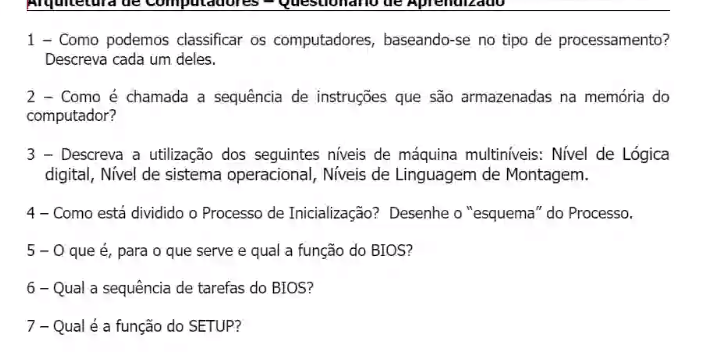 Arquitetura de Computadores – Questionário de Aprendizado
1 – Como podemos classificar os computadores, baseando-se no tipo de processamento?
Descreva cada um deles.
2 – Como é chamada a sequência de instruções que são armazenadas na memória do
computador?
3 – Descreva a utilização dos seguintes níveis de máquina multiníveis: Nível de Lógica
digital, Nível de sistema operacional, Níveis de Linguagem de Montagem.
4 – Como está dividido o Processo de Inicialização? Desenhe o “esquema” do Processo.
5 – O que é, para o que serve e qual a função do BIOS?
6 – Qual a sequência de tarefas do BIOS?
7 – Qual é a função do SETUP?